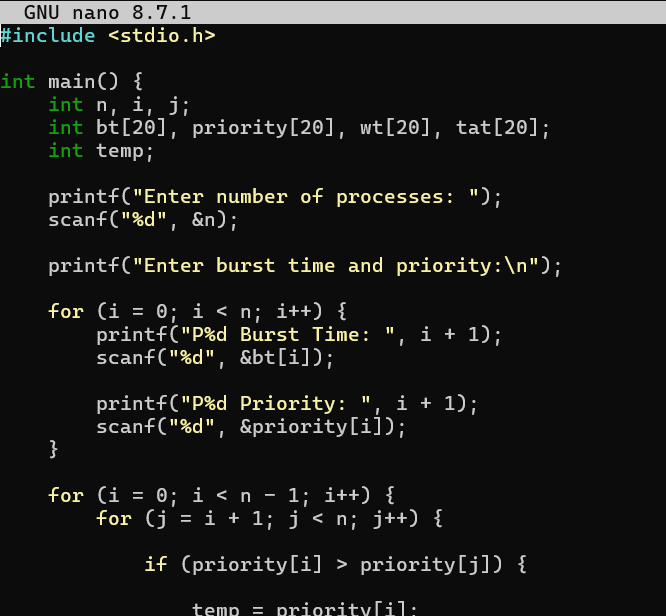 GNU nano 8.7.1
#include <stdio.h>
int main() {
    int n, i, j;
    int bt[20], priority[20], wt[20], tat[20];
    int temp;
    printf("Enter number of processes: ");
    scanf("%d", &n);
    printf("Enter burst time and priority:\n");
    for (i = 0; i < n; i++) {
        printf("P%d Burst Time: ", i + 1);
        scanf("%d", &bt[i]);
        printf("P%d Priority: ", i + 1);
        scanf("%d", &priority[i]);
    }
    for (i = 0; i < n - 1; i++) {
        for (j = i + 1; j < n; j++) {
            if (priority[i] > priority[j]) {
                temp = priority[i];